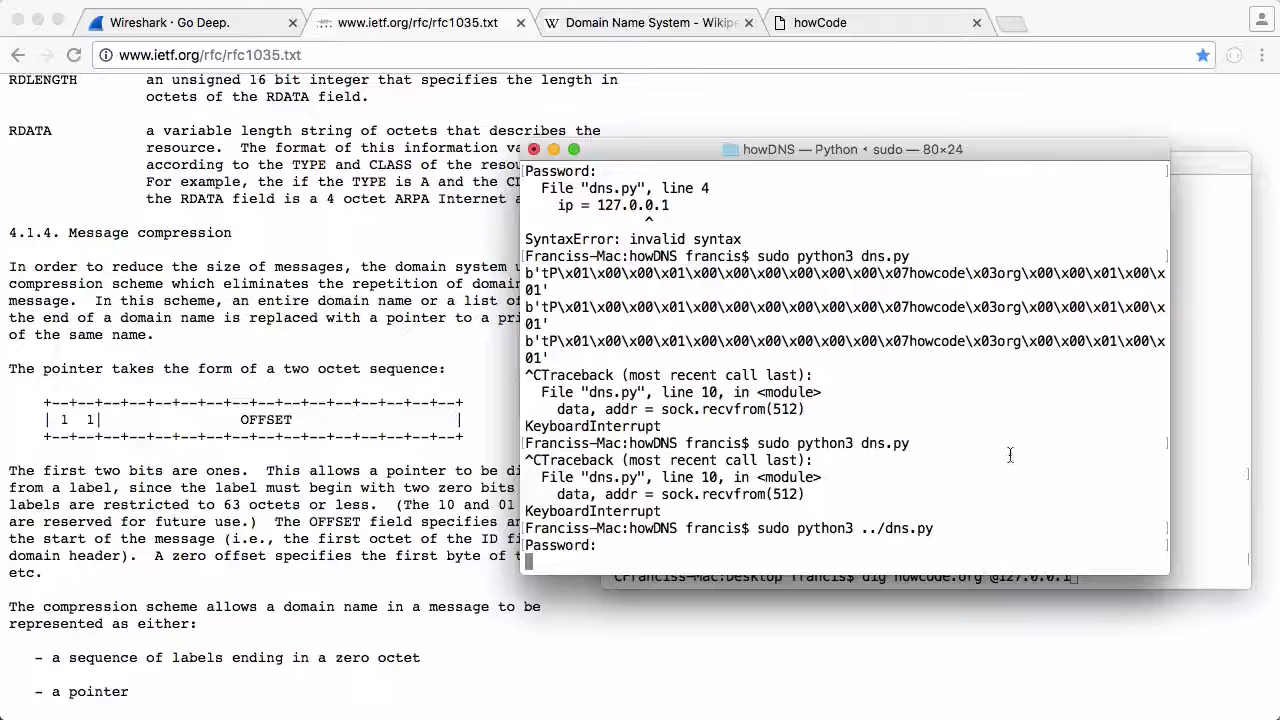 Wireshark · Go Deep.
www.ietf.org/rfc/rfc1035.txt
Domain Name System - Wikipe
howCode
www.ietf.org/rfc/rfc1035.txt
RDLENGTH an unsigned 16 bit integer that specifies the length in
octets of the RDATA field.
RDATA a variable length string of octets that describes the
resource. The format of this information va
according to the TYPE and CLASS of the resou
For example, the if the TYPE is A and the CL
the RDATA field is a 4 octet ARPA Internet a
4.1.4. Message compression
In order to reduce the size of messages, the domain system u
compression scheme which eliminates the repetition of domai
message. In this scheme, an entire domain name or a list of
the end of a domain name is replaced with a pointer to a pri
of the same name.
The pointer takes the form of a two octet sequence:
+--+--+--+--+--+--+--+--+--+--+--+--+--+--+--+--+
| 1 1| OFFSET |
+--+--+--+--+--+--+--+--+--+--+--+--+--+--+--+--+
The first two bits are ones. This allows a pointer to be di
from a label, since the label must begin with two zero bits
labels are restricted to 63 octets or less. (The 10 and 01
are reserved for future use.) The OFFSET field specifies an
the start of the message (i.e., the first octet of the ID f
domain header). A zero offset specifies the first byte of t
etc.
The compression scheme allows a domain name in a message to be
represented as either:
- a sequence of labels ending in a zero octet
- a pointer
howDNS — Python • sudo — 80×24
Password:
File "dns.py", line 4
ip = 127.0.0.1
^
SyntaxError: invalid syntax
Franciss-Mac:howDNS francis$ sudo python3 dns.py
b'tP\x01\x00\x00\x01\x00\x00\x00\x00\x00\x00\x07howcode\x03org\x00\x00\x01\x00\x
01'
b'tP\x01\x00\x00\x01\x00\x00\x00\x00\x00\x00\x07howcode\x03org\x00\x00\x01\x00\x
01'
b'tP\x01\x00\x00\x01\x00\x00\x00\x00\x00\x00\x07howcode\x03org\x00\x00\x01\x00\x
01'
^CTraceback (most recent call last):
File "dns.py", line 10, in <module>
data, addr = sock.recvfrom(512)
KeyboardInterrupt
Franciss-Mac:howDNS francis$ sudo python3 dns.py
^CTraceback (most recent call last):
File "dns.py", line 10, in <module>
data, addr = sock.recvfrom(512)
KeyboardInterrupt
Franciss-Mac:howDNS francis$ sudo python3 ../dns.py
Password:
CFranciss-Mac:Desktop francis$ dig howcode.org @127.0.0.1